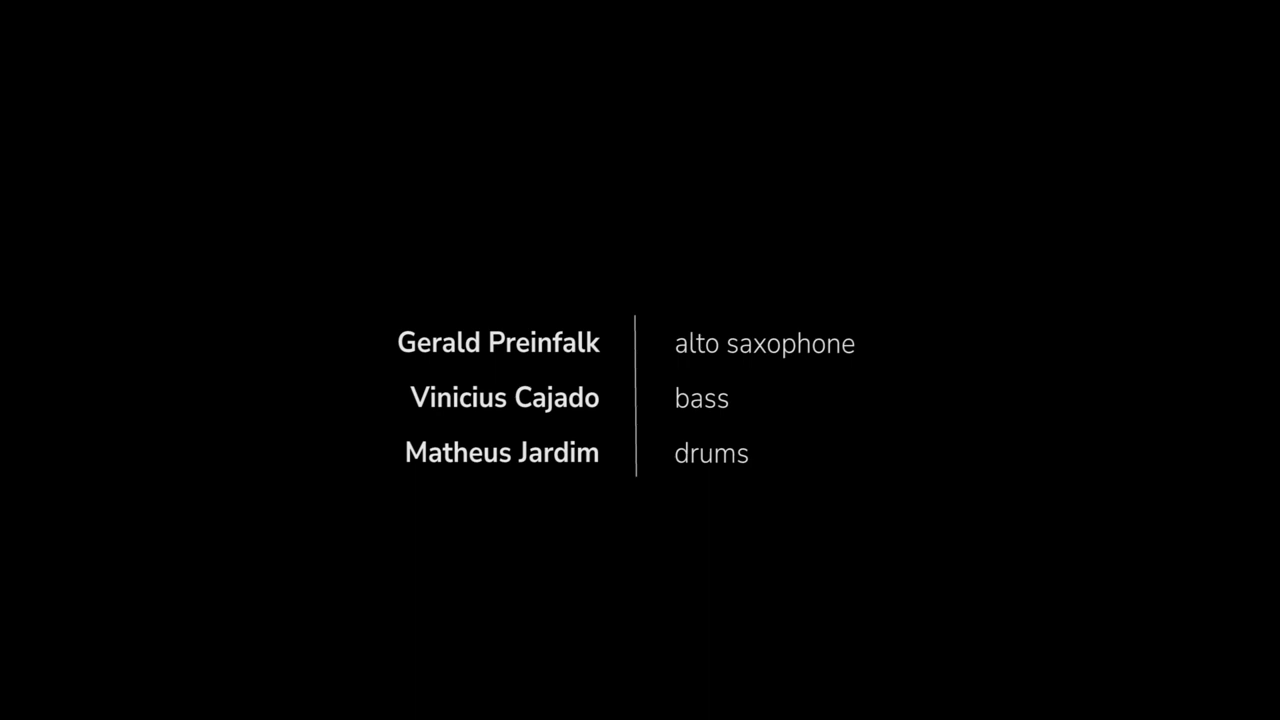 Gerald Preinfalk alto saxophone
Vinicius Cajado bass
Matheus Jardim drums